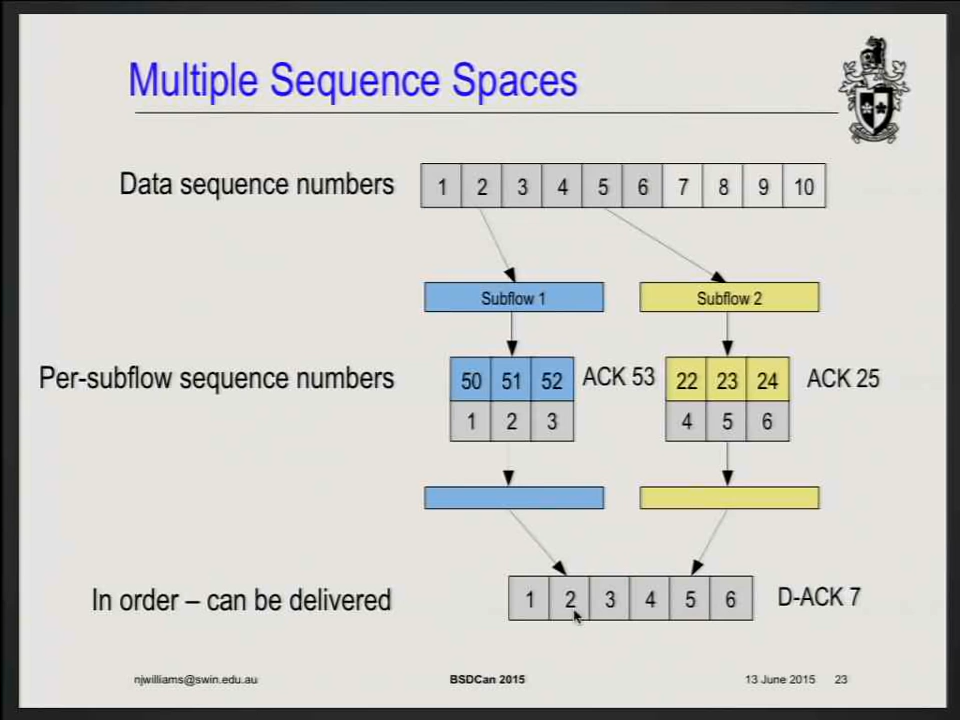 Multiple Sequence Spaces
Data sequence numbers
1 2 3 4 5 6 7 8 9 10
Subflow 1
Subflow 2
Per-subflow sequence numbers
50 51 52
ACK 53
22 23 24
ACK 25
1 2 3
4 5 6
In order – can be delivered
1 2 3 4 5 6
D-ACK 7
njwilliams@swin.edu.au
BSDCan 2015
13 June 2015 23